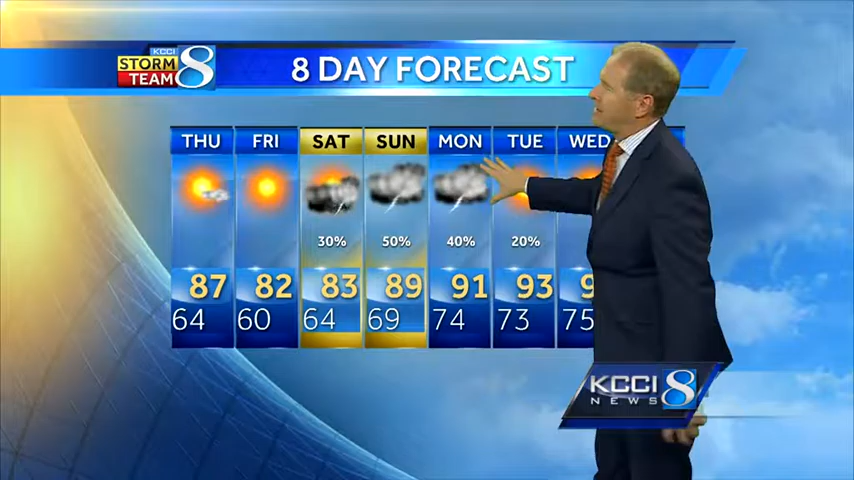 KCCI
STORM
TEAM 8
8 DAY FORECAST
THU FRI SAT SUN MON TUE WED
30% 50% 40% 20%
87 82 83 89 91 93 9
64 60 64 69 74 73 75
KCCI 8
NEWS